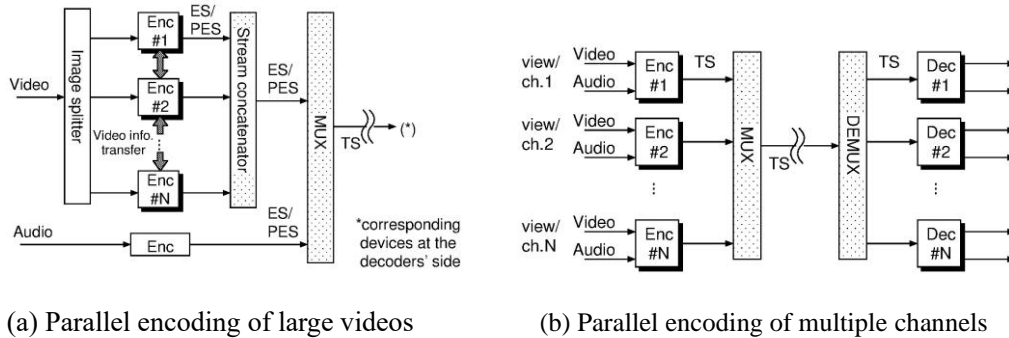 Video
Image splitter
Enc
#1
Enc
#2
Video info.
transfer
Enc
#N
ES/
PES
Stream concatenator
ES/
PES
Audio
Enc
ES/
PES
MUX
TS
(*)
*corresponding
devices at the
decoders' side
(a) Parallel encoding of large videos
view/
ch.1
Video
Audio
Enc
#1
TS
view/
ch.2
Video
Audio
Enc
#2
⋮
view/
ch.N
Video
Audio
Enc
#N
MUX
TS
DEMUX
TS
Dec
#1
Dec
#2
⋮
Dec
#N
(b) Parallel encoding of multiple channels